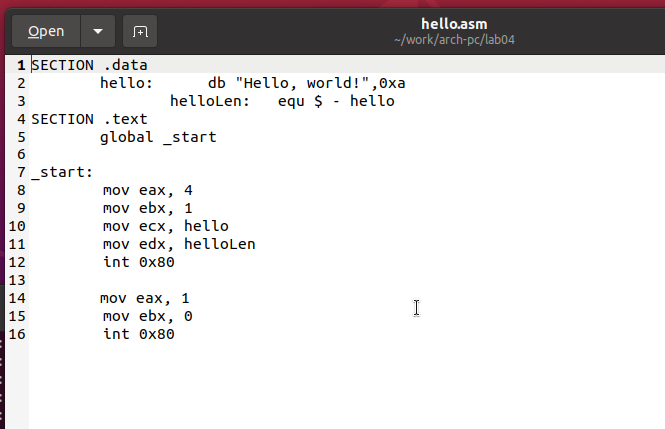 Open
hello.asm
~/work/arch-pc/lab04
1 SECTION .data
2 hello: db "Hello, world!",0xa
3 helloLen: equ $ - hello
4 SECTION .text
5 global _start
6
7 _start:
8 mov eax, 4
9 mov ebx, 1
10 mov ecx, hello
11 mov edx, helloLen
12 int 0x80
13
14 mov eax, 1
15 mov ebx, 0
16 int 0x80